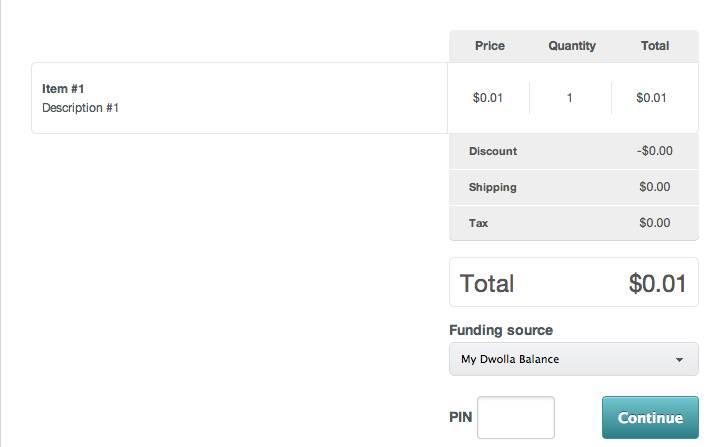 Price Quantity Total
Item #1
Description #1
$0.01 1 $0.01
Discount -$0.00
Shipping $0.00
Tax $0.00
Total $0.01
Funding source
My Dwolla Balance
PIN Continue